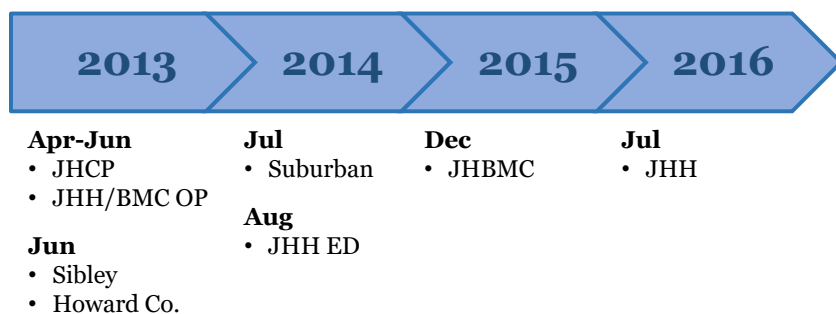 2013 2014 2015 2016
Apr-Jun
• JHCP
• JHH/BMC OP
Jun
• Sibley
• Howard Co.
Jul
• Suburban
Aug
• JHH ED
Dec
• JHBMC
Jul
• JHH